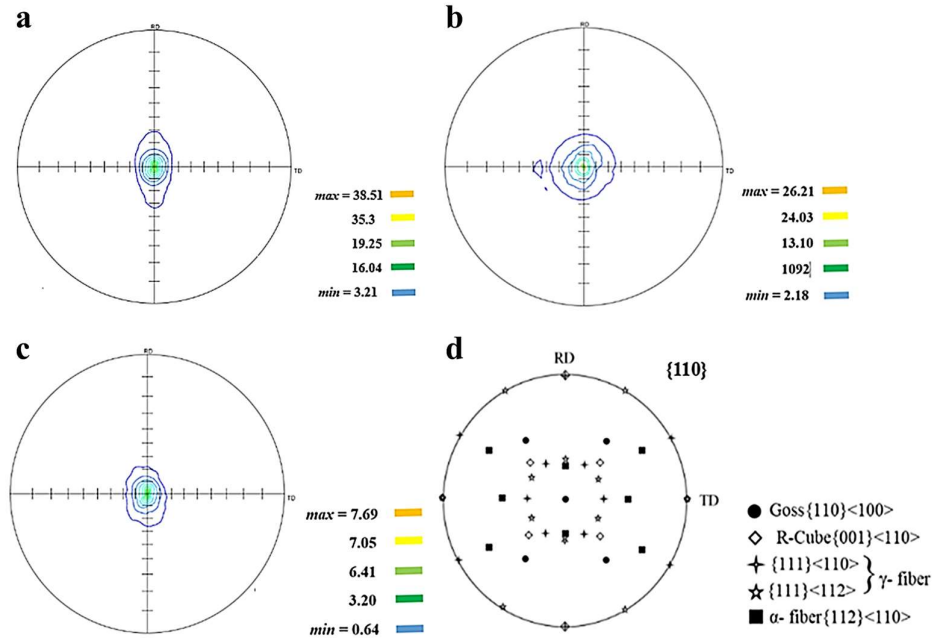 a
RD
TD
max = 38.51
35.3
19.25
16.04
min = 3.21
b
RD
TD
max = 26.21
24.03
13.10
1092
min = 2.18
c
RD
TD
max = 7.69
7.05
6.41
3.20
min = 0.64
d
RD
{110}
TD
Goss{110}<100>
R-Cube{001}<110>
{111}<110>
{111}<112>
} γ- fiber
α- fiber{112}<110>